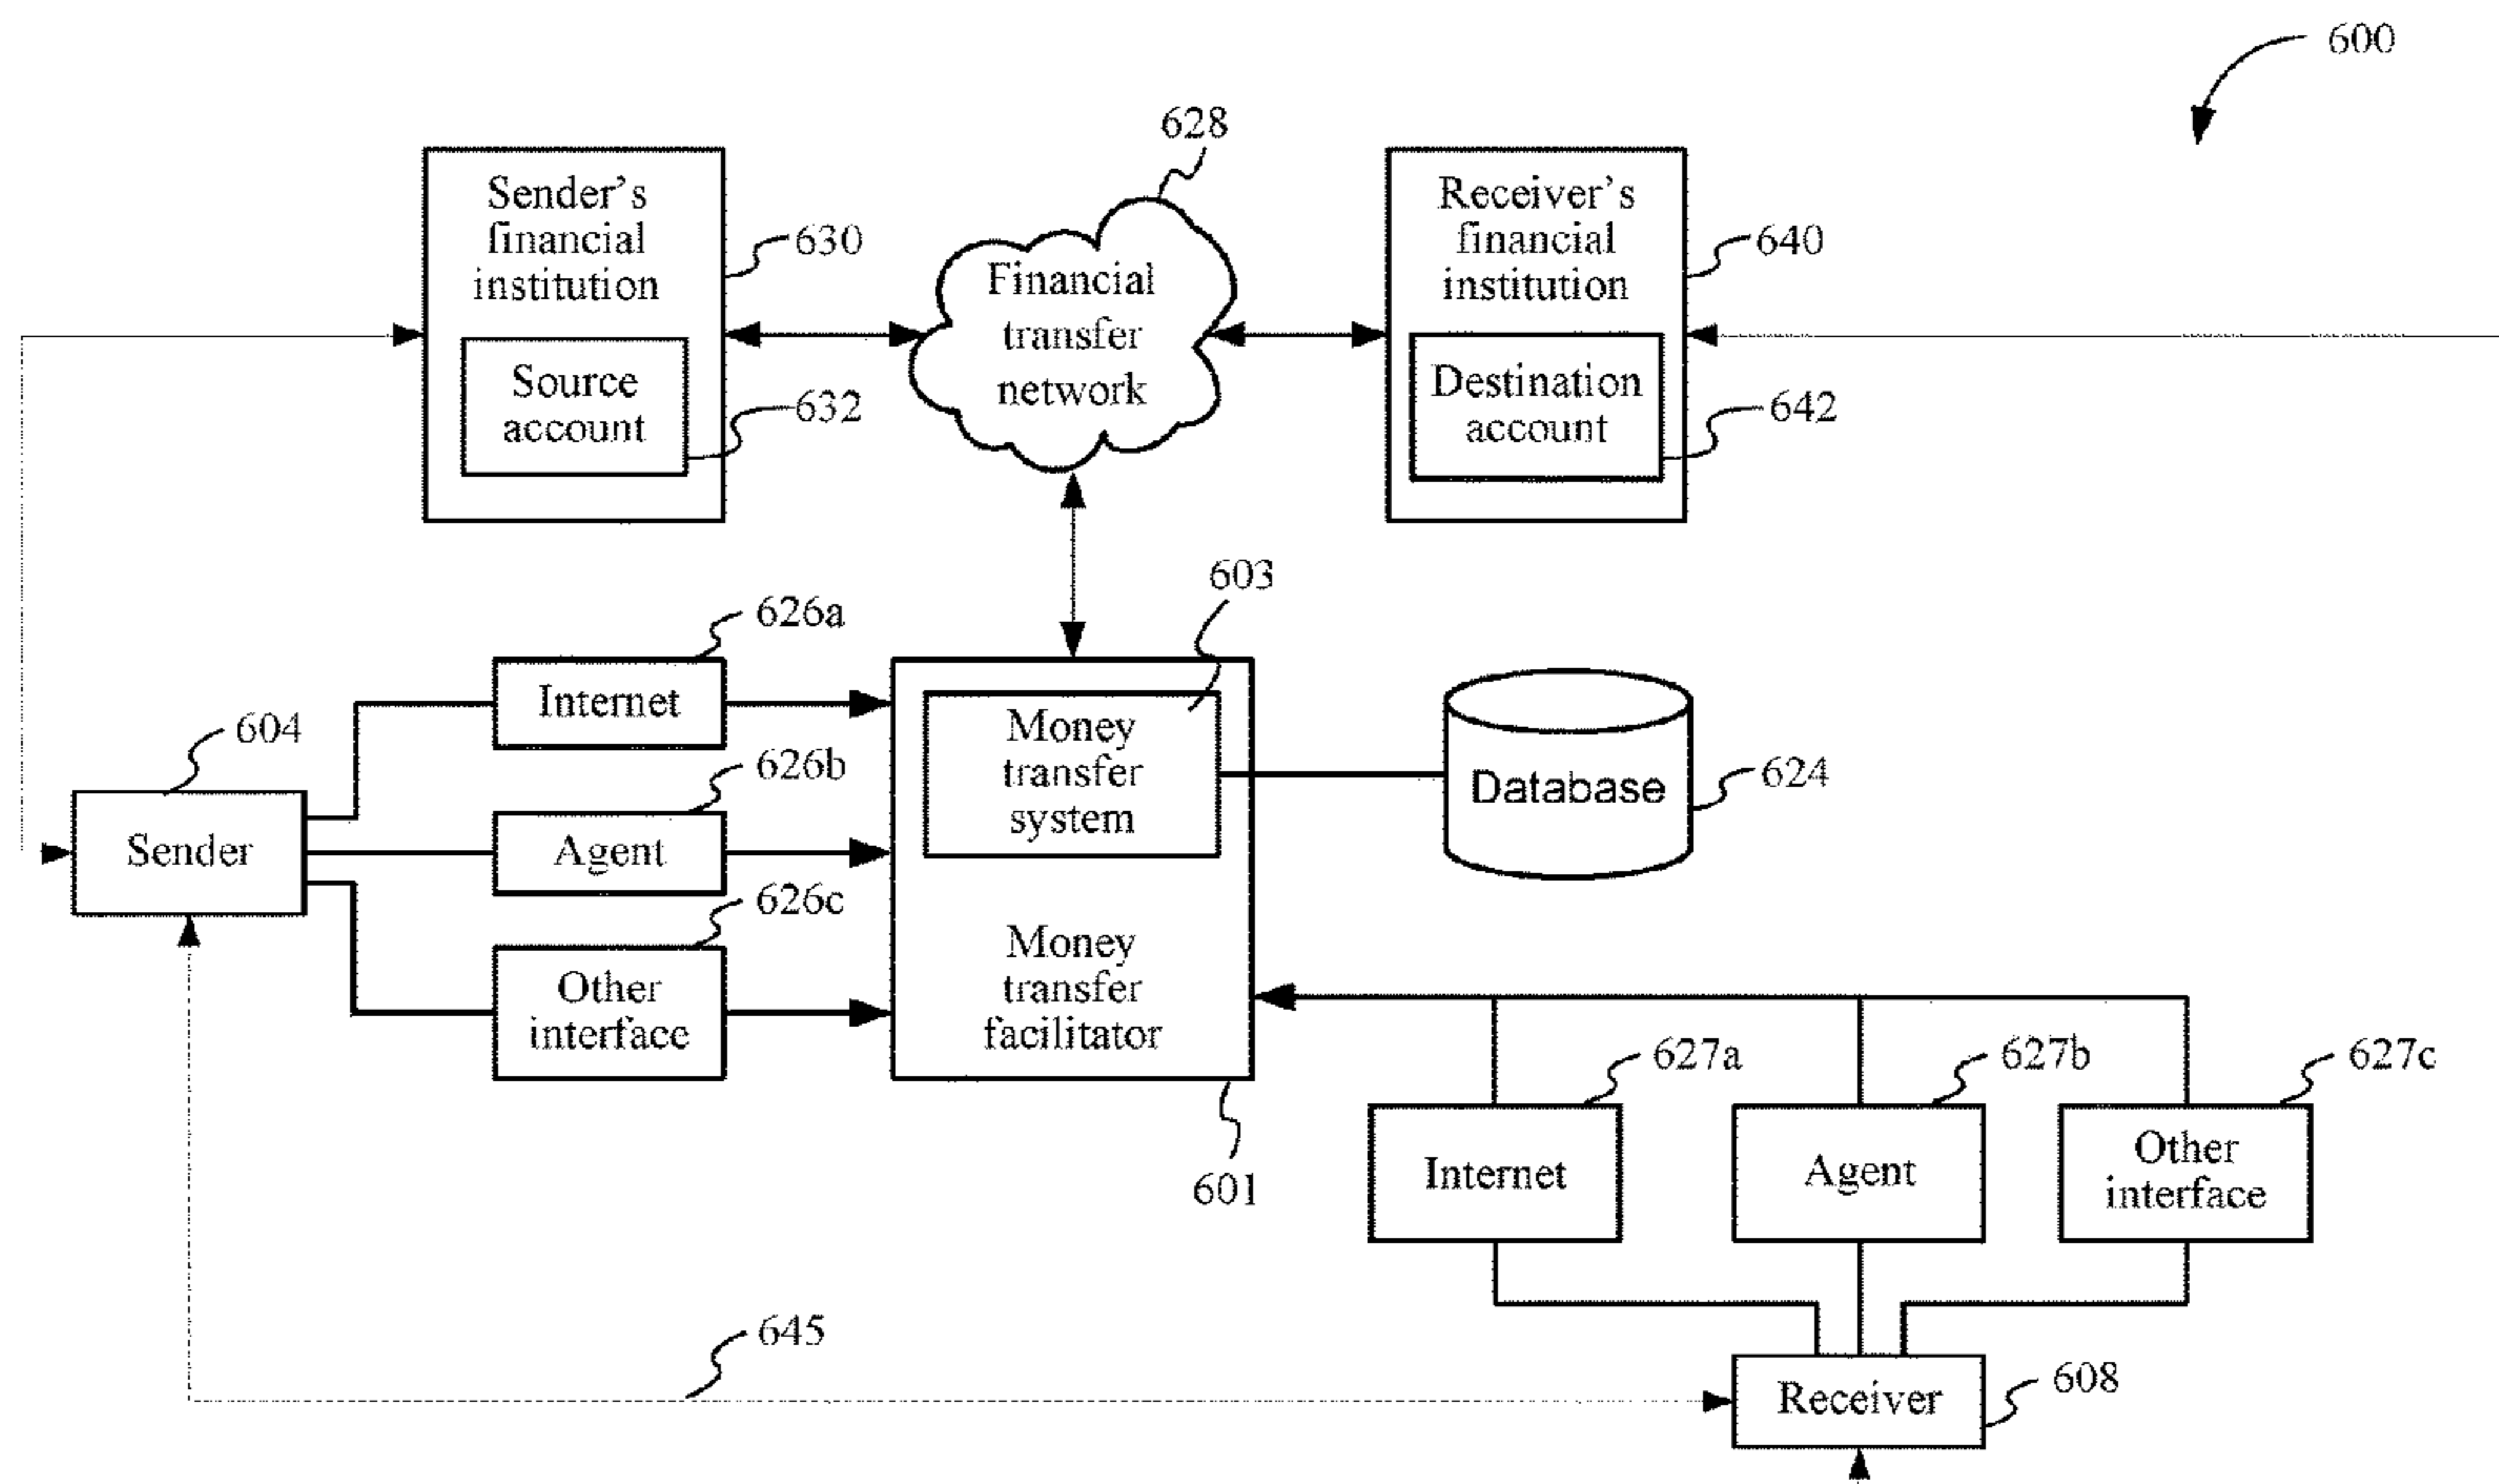 600
628
Sender's
financial
institution
630
Source
account
632
Financial
transfer
network
Receiver's
financial
institution
640
Destination
account
642
603
626a
Internet
604
Sender
626b
Agent
626c
Other
interface
Money
transfer
system
Money
transfer
facilitator
601
Database
624
627a
Internet
627b
Agent
627c
Other
interface
645
Receiver
608